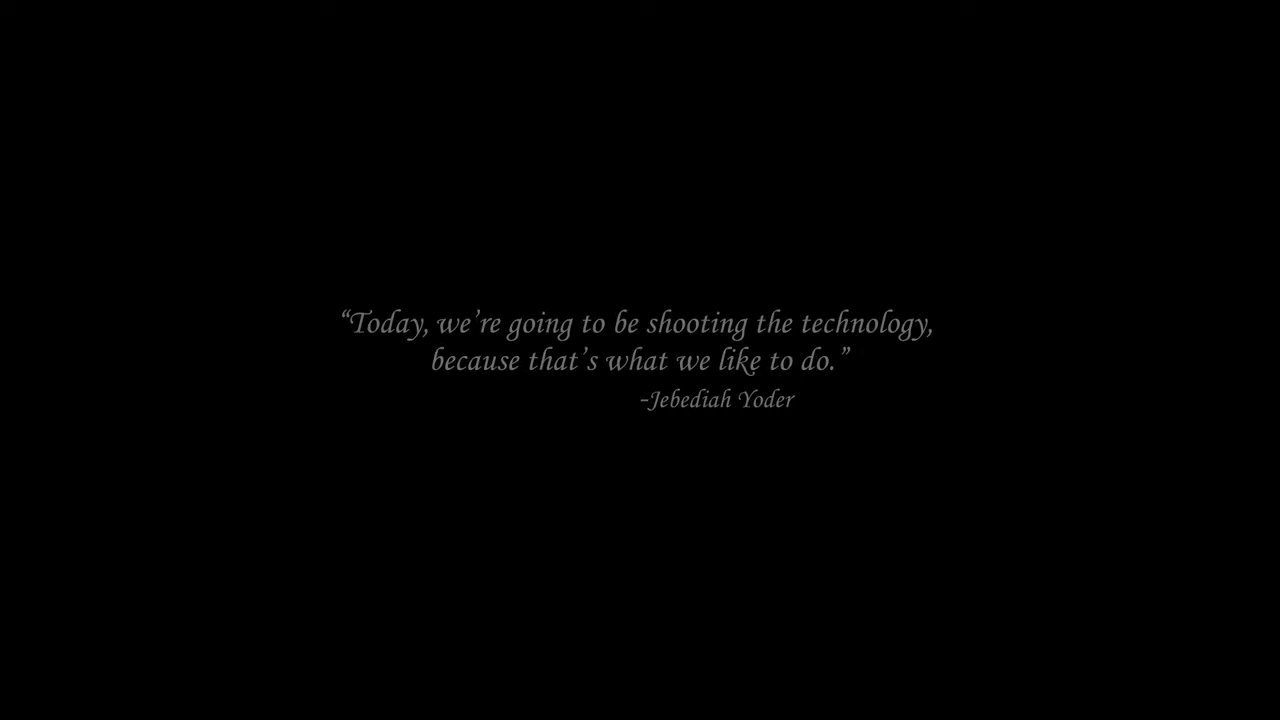 “Today, we’re going to be shooting the technology,
because that’s what we like to do.”
-Jebediah Yoder